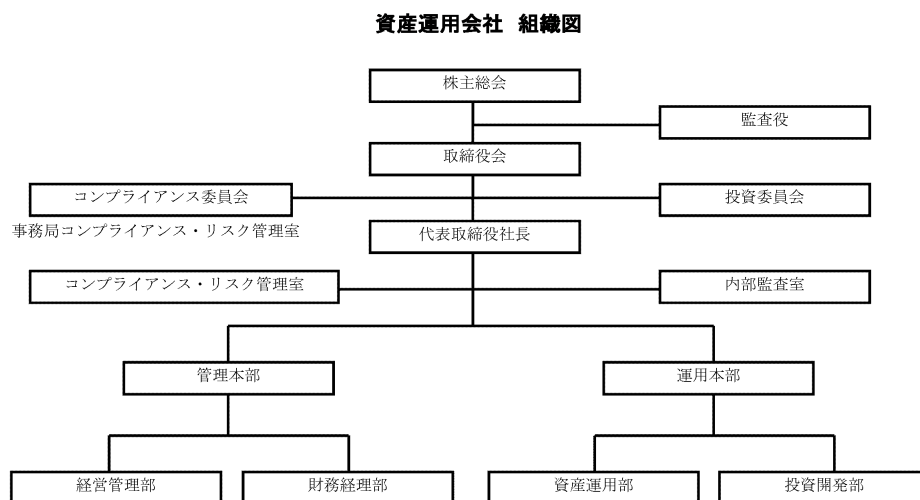 資産運用会社 組織図
株主総会
監査役
取締役会
コンプライアンス委員会
投資委員会
事務局コンプライアンス・リスク管理室
代表取締役社長
コンプライアンス・リスク管理室
内部監査室
管理本部
運用本部
経営管理部
財務経理部
資産運用部
投資開発部